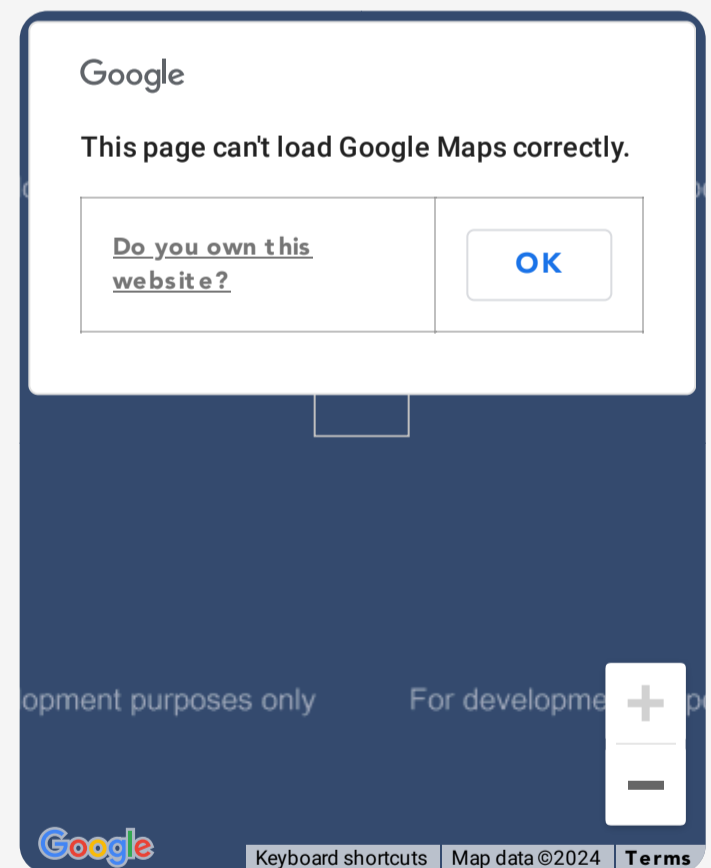 Google
This page can't load Google Maps correctly.
Do you own this
website?
OK
opment purposes only
For developme
Google
Keyboard shortcuts
Map data ©2024
Terms